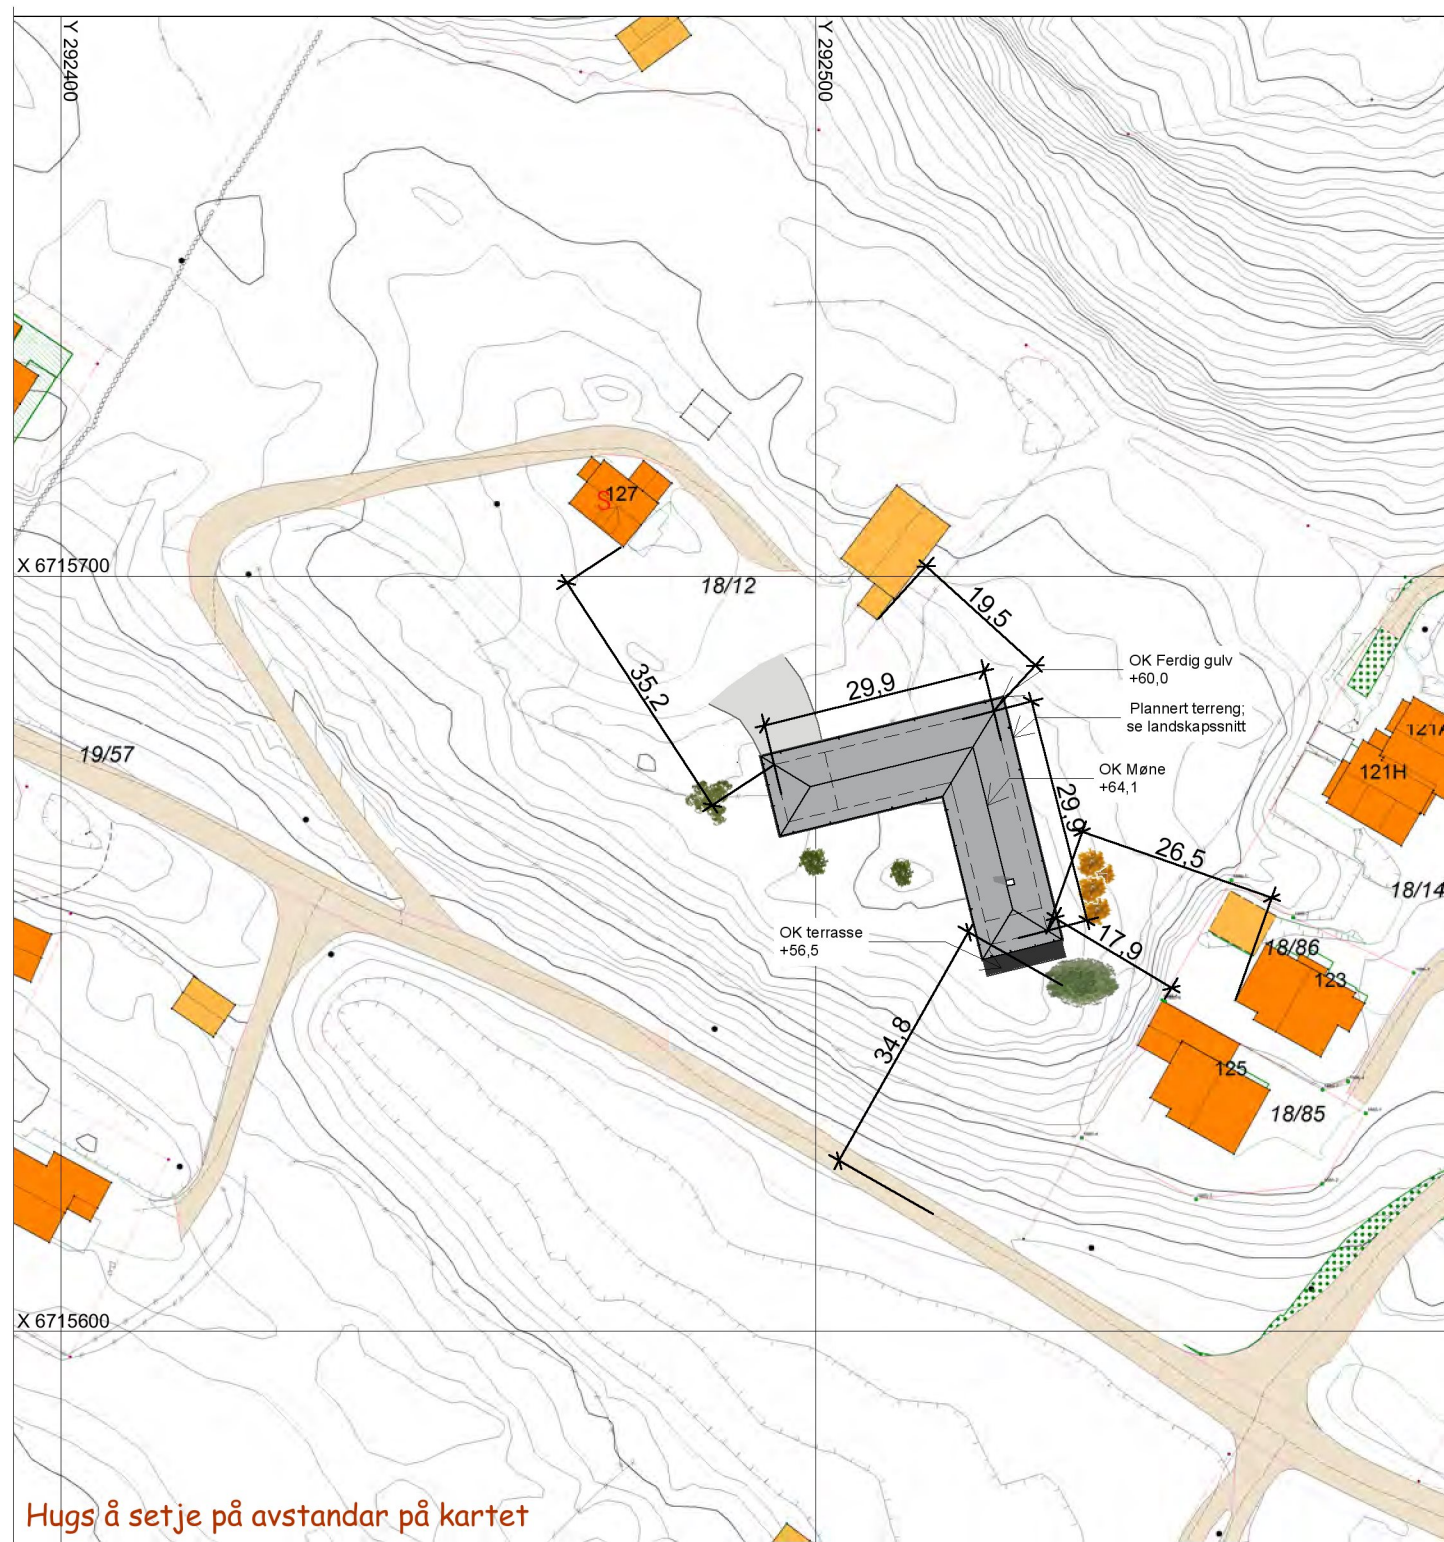 Y 292400
Y 292500
127
S
X 6715700
18/12
19,5
35,2
29,9
OK Ferdig gulv
+60,0
Plannert terreng;
se landskapssnitt
19/57
OK Møne
+64,1
121H
29,9
26,5
18/14
OK terrasse
+56,5
17,9
18/86
123
34,8
125
18/85
X 6715600
Hugs å setje på avstandar på kartet